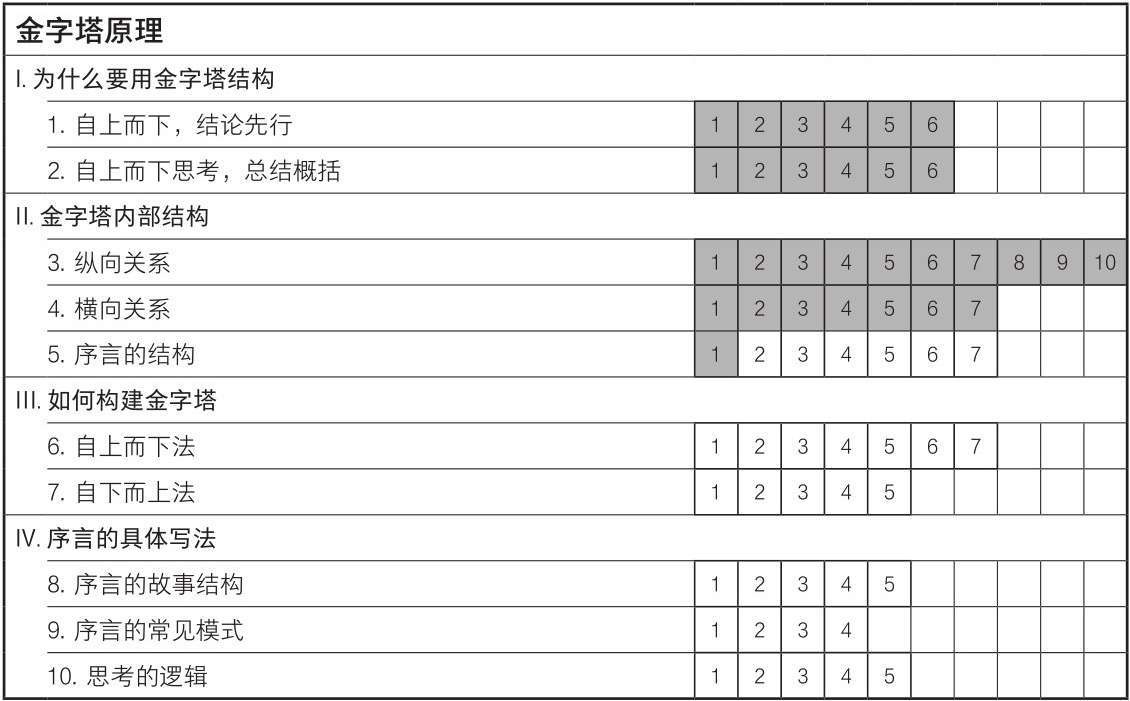 金字塔原理
I. 为什么要用金字塔结构
1. 自上而下，结论先行 1 2 3 4 5 6
2. 自上而下思考，总结概括 1 2 3 4 5 6
II. 金字塔内部结构
3. 纵向关系 1 2 3 4 5 6 7 8 9 10
4. 横向关系 1 2 3 4 5 6 7
5. 序言的结构 1 2 3 4 5 6 7
III. 如何构建金字塔
6. 自上而下法 1 2 3 4 5 6 7
7. 自下而上法 1 2 3 4 5
IV. 序言的具体写法
8. 序言的故事结构 1 2 3 4 5
9. 序言的常见模式 1 2 3 4
10. 思考的逻辑 1 2 3 4 5